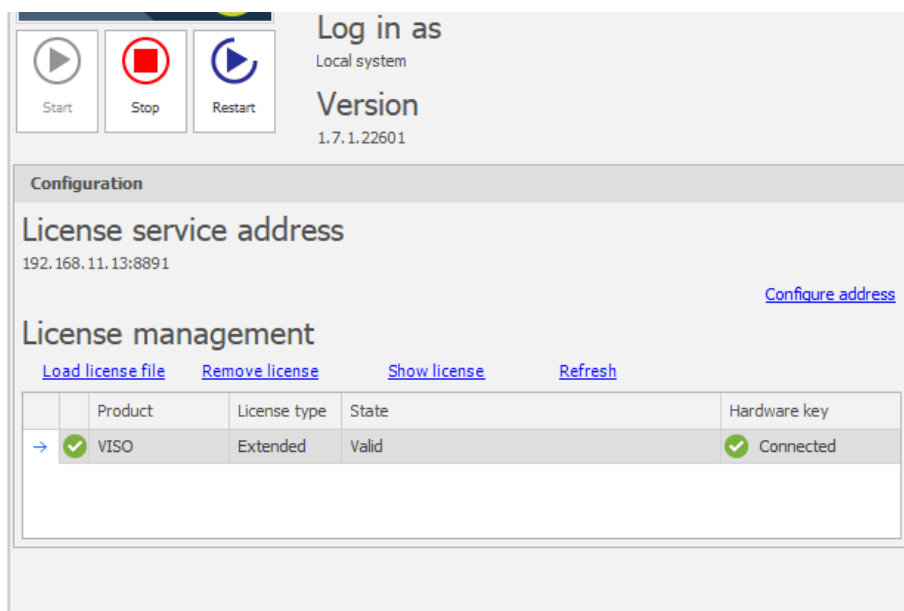 Log in as
Local system
Start Stop Restart
Version
1.7.1.22601
Configuration
License service address
192.168.11.13:8891
Configure address
License management
Load license file Remove license Show license Refresh
Product License type State Hardware key
VISO Extended Valid Connected